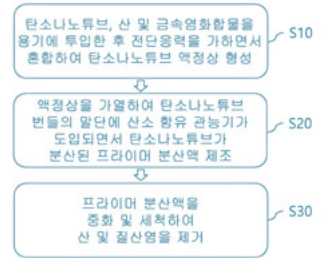 탄소나노튜브, 산 및 금속염화합물을
용기에 투입한 후 전단응력을 가하면서
혼합하여 탄소나노튜브 액정상 형성
S10
액정상을 가열하여 탄소나노튜브
번들의 말단에 산소 함유 관능기가
도입되면서 탄소나노튜브가
분산된 프라이머 분산액 제조
S20
프라이머 분산액을
중화 및 세척하여
산 및 질산염을 제거
S30